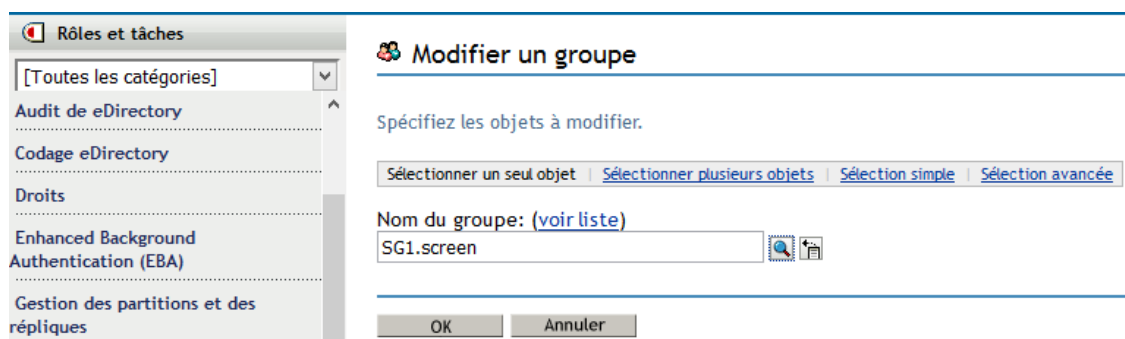 Rôles et tâches
[Toutes les catégories]
Audit de eDirectory
Codage eDirectory
Droits
Enhanced Background
Authentication (EBA)
Gestion des partitions et des
répliques
Modifier un groupe
Spécifiez les objets à modifier.
Sélectionner un seul objet | Sélectionner plusieurs objets | Sélection simple | Sélection avancée
Nom du groupe: (voir liste)
SG1.screen
OK Annuler